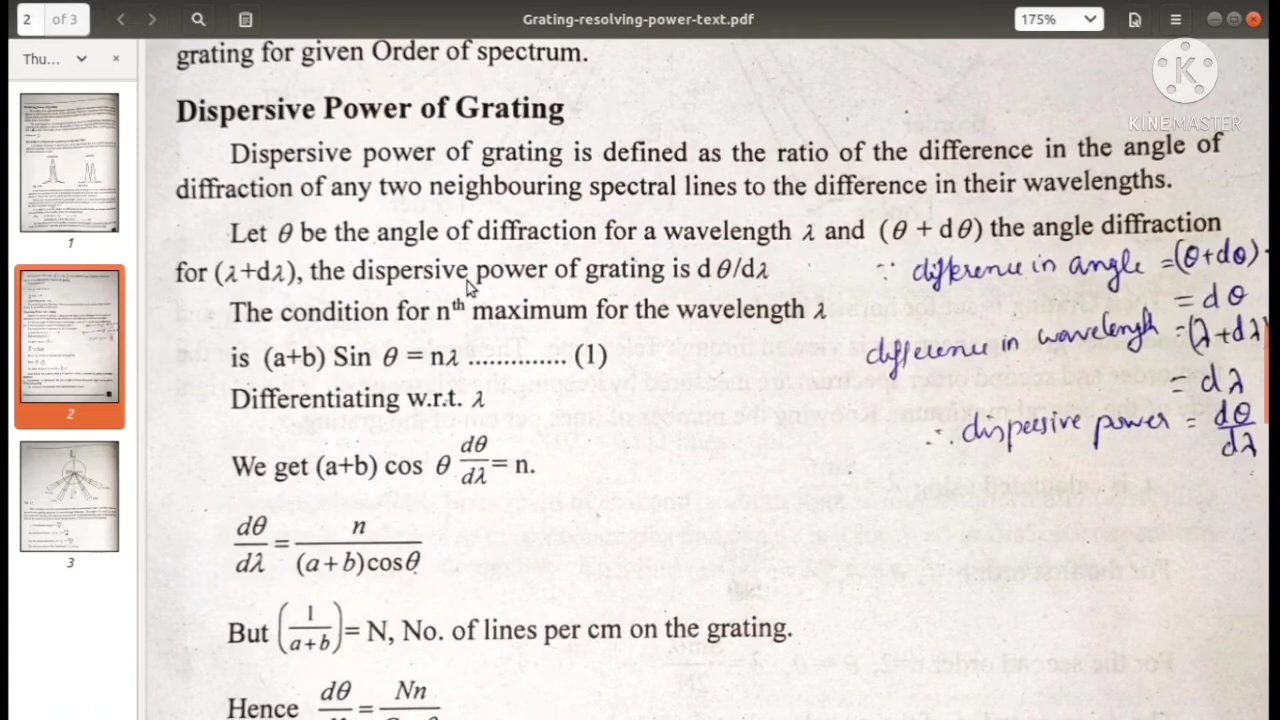 2 of 3
Grating-resolving-power-text.pdf
175%
Thu...
1
2
3
KINEMASTER
grating for given Order of spectrum.
Dispersive Power of Grating
Dispersive power of grating is defined as the ratio of the difference in the angle of
diffraction of any two neighbouring spectral lines to the difference in their wavelengths.
Let θ be the angle of diffraction for a wavelength λ and (θ + dθ) the angle diffraction
for (λ+dλ), the dispersive power of grating is d θ/dλ
The condition for nth maximum for the wavelength λ
is (a+b) Sin θ = nλ.................. (1)
Differentiating w.r.t. λ
We get (a+b) cos θ dθ/dλ = n.
dθ/dλ = n/(a+b)cosθ
But (1/a+b) = N, No. of lines per cm on the grating.
Hence dθ = Nn
∵ difference in angle = (θ+dθ) -
= dθ
difference in wavelength = (λ+dλ)
= dλ
∴ dispersive power = dθ/dλ